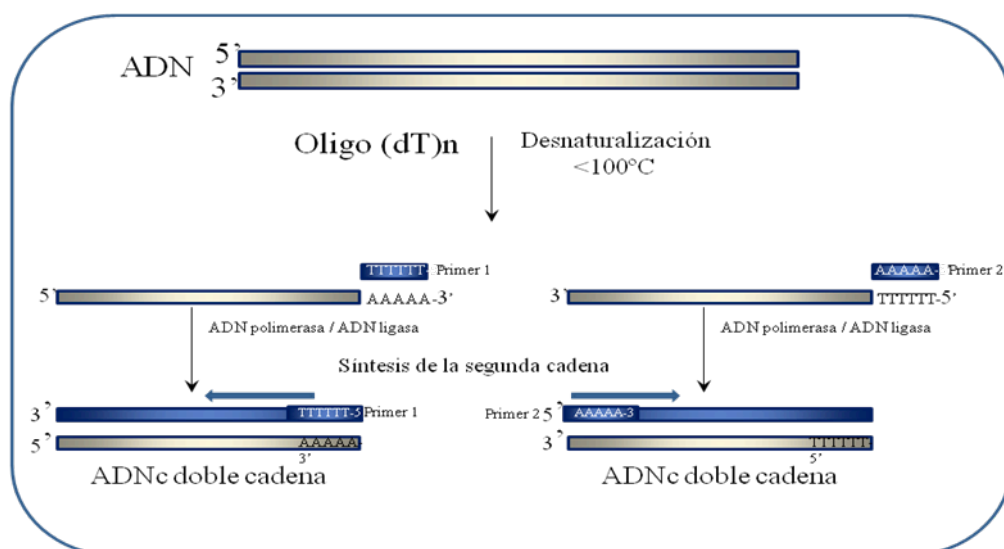 5’
ADN
3’
Oligo (dT)n
Desnaturalización
<100°C
TTTTTT- Primer 1
5’ AAAAA-3’
AAAAA- Primer 2
3’ TTTTTT-5’
ADN polimerasa / ADN ligasa
ADN polimerasa / ADN ligasa
Síntesis de la segunda cadena
3’ TTTTTT-5 Primer 1
5’ AAAAA
3’
ADNc doble cadena
Primer 2 5’ AAAAA-3
3’ TTTTTT
5’
ADNc doble cadena